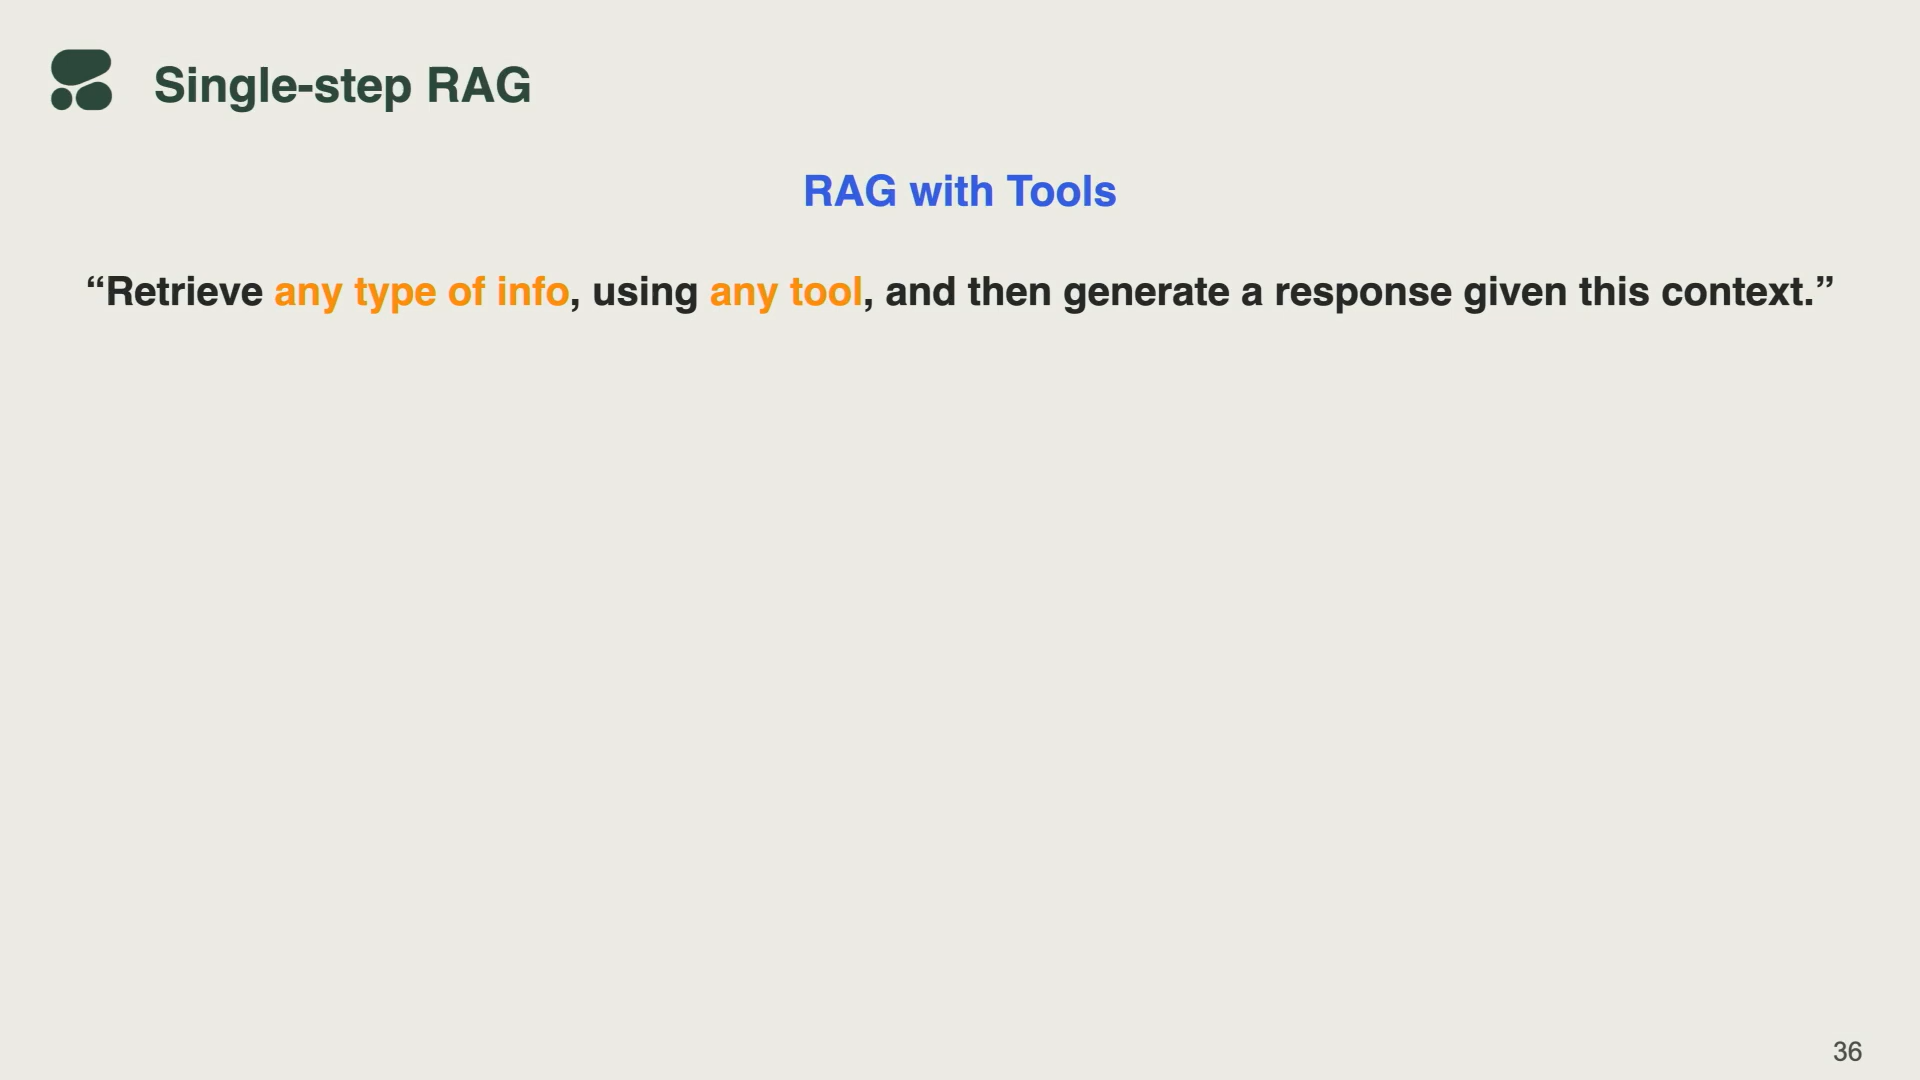 Single-step RAG
RAG with Tools
“Retrieve any type of info, using any tool, and then generate a response given this context.”
36